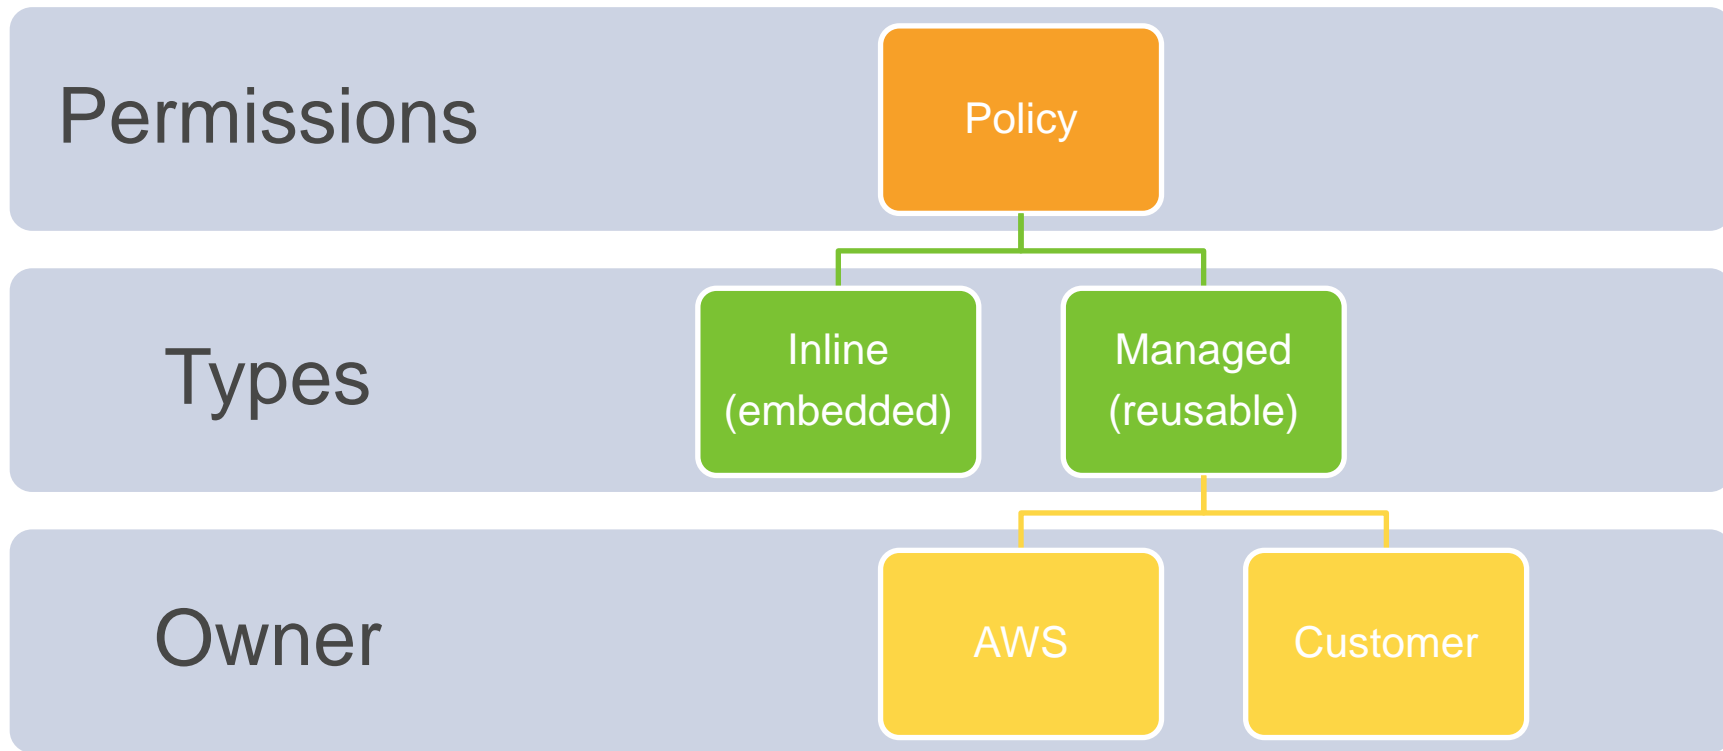 Permissions
Policy
Types
Inline
(embedded)
Managed
(reusable)
Owner
AWS
Customer